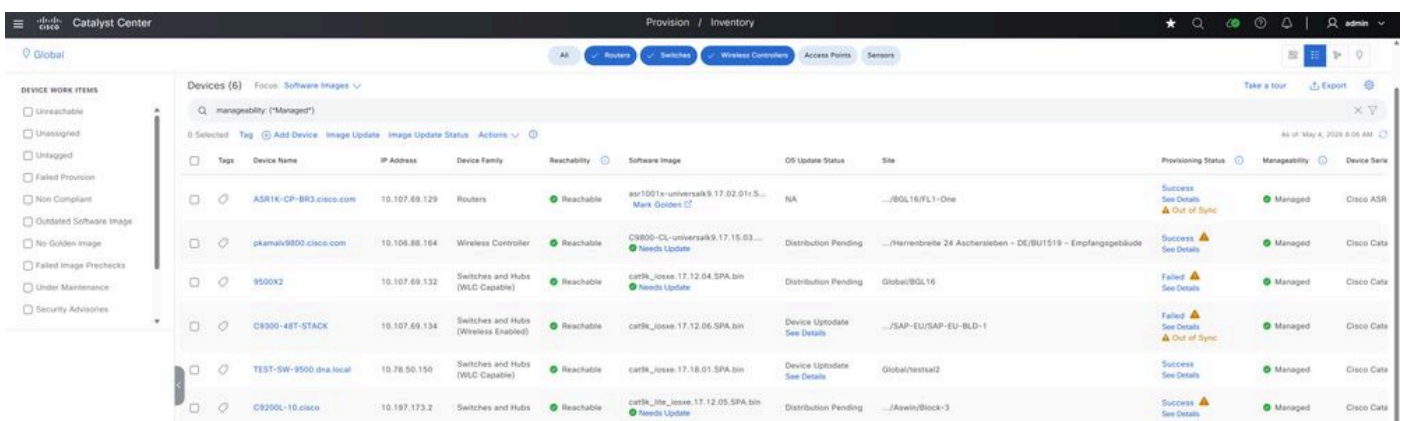 cisco Catalyst Center Provision / Inventory admin
Global All Routers Switches Wireless Controllers Access Points Sensors
DEVICE WORK ITEMS
Unreachable
Unassigned
Untagged
Failed Provision
Non Compliant
Outdated Software Image
No Golden Image
Failed Image Prechecks
Under Maintenance
Security Advisories
Devices (6) Focus: Software Images Take a tour Export
manageability: ("Managed")
0 Selected Tag Add Device Image Update Image Update Status Actions As of: May 4, 2026 8:06 AM
Tags Device Name IP Address Device Family Reachability Software Image OS Update Status Site Provisioning Status Manageability Device Serie
ASR1K-CP-BR3.cisco.com 10.107.69.129 Routers Reachable asr1001x-universalk9.17.02.01r.S... Mark Golden NA .../BGL16/FL1-One Success See Details Out of Sync Managed Cisco ASR
pkamalv9800.cisco.com 10.106.88.164 Wireless Controller Reachable C9800-CL-universalk9.17.15.03.... Needs Update Distribution Pending .../Herrenbreite 24 Aschersleben - DE/BU1519 - Empfangsgebäude Success See Details Managed Cisco Cata
9500X2 10.107.69.132 Switches and Hubs (WLC Capable) Reachable cat9k_iosxe.17.12.04.SPA.bin Needs Update Distribution Pending Global/BGL16 Failed See Details Managed Cisco Cata
C9300-48T-STACK 10.107.69.134 Switches and Hubs (Wireless Enabled) Reachable cat9k_iosxe.17.12.06.SPA.bin Device Uptodate See Details .../SAP-EU/SAP-EU-BLD-1 Failed See Details Out of Sync Managed Cisco Cata
TEST-SW-9500.dna.local 10.78.50.150 Switches and Hubs (WLC Capable) Reachable cat9k_iosxe.17.18.01.SPA.bin Device Uptodate See Details Global/testsal2 Success See Details Managed Cisco Cata
C9200L-10.cisco 10.197.173.2 Switches and Hubs Reachable cat9k_lite_iosxe.17.12.05.SPA.bin Needs Update Distribution Pending .../Aswin/Block-3 Success See Details Managed Cisco Cata